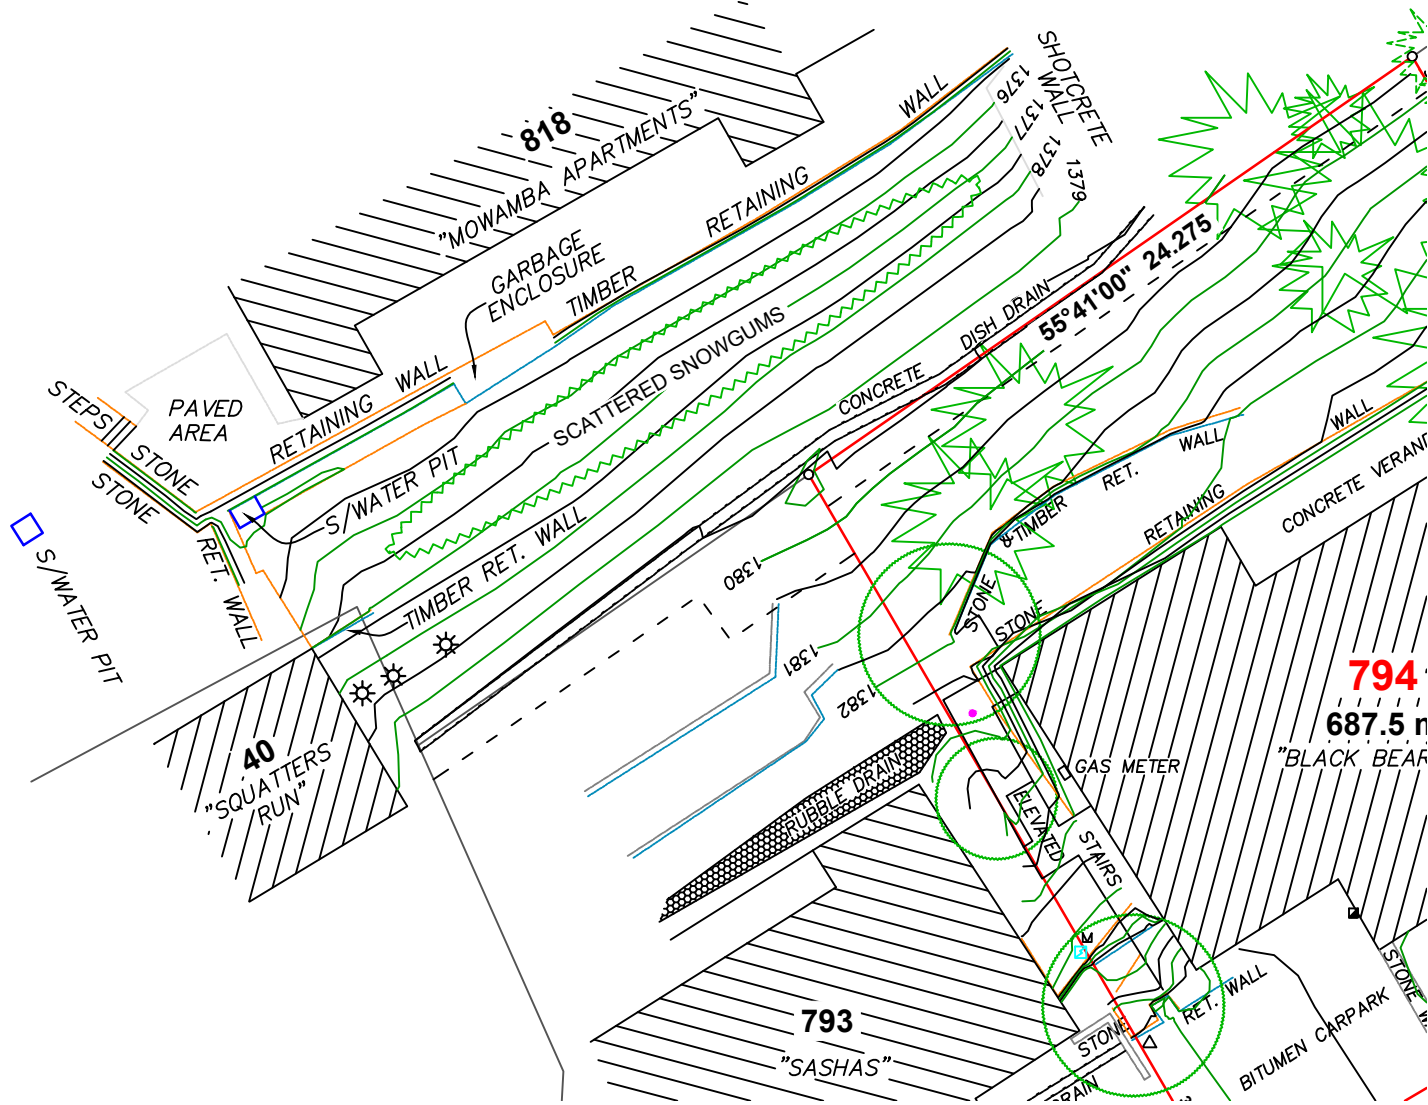 SHOTCRETE
WALL
1376
1377
1378
1379
818
"MOWAMBA APARTMENTS"
WALL
RETAINING
TIMBER
GARBAGE
ENCLOSURE
55°41'00" 24.275
DISH DRAIN
CONCRETE
SCATTERED SNOWGUMS
WALL
RETAINING
PAVED
AREA
STEPS
STONE
STONE
S/WATER PIT
RET. WALL
S/WATER PIT
TIMBER RET. WALL
WALL
RET.
TIMBER
&
STONE
WALL
RETAINING
STONE
CONCRETE
1380
1381
1382
794
687.5
"BLACK BEAR
40
"SQUATTERS
RUN"
RUBBLE DRAIN
GAS METER
ELEVATED
STAIRS
793
"SASHAS"
STONE
RET. WALL
BITUMEN CARPARK
STONE